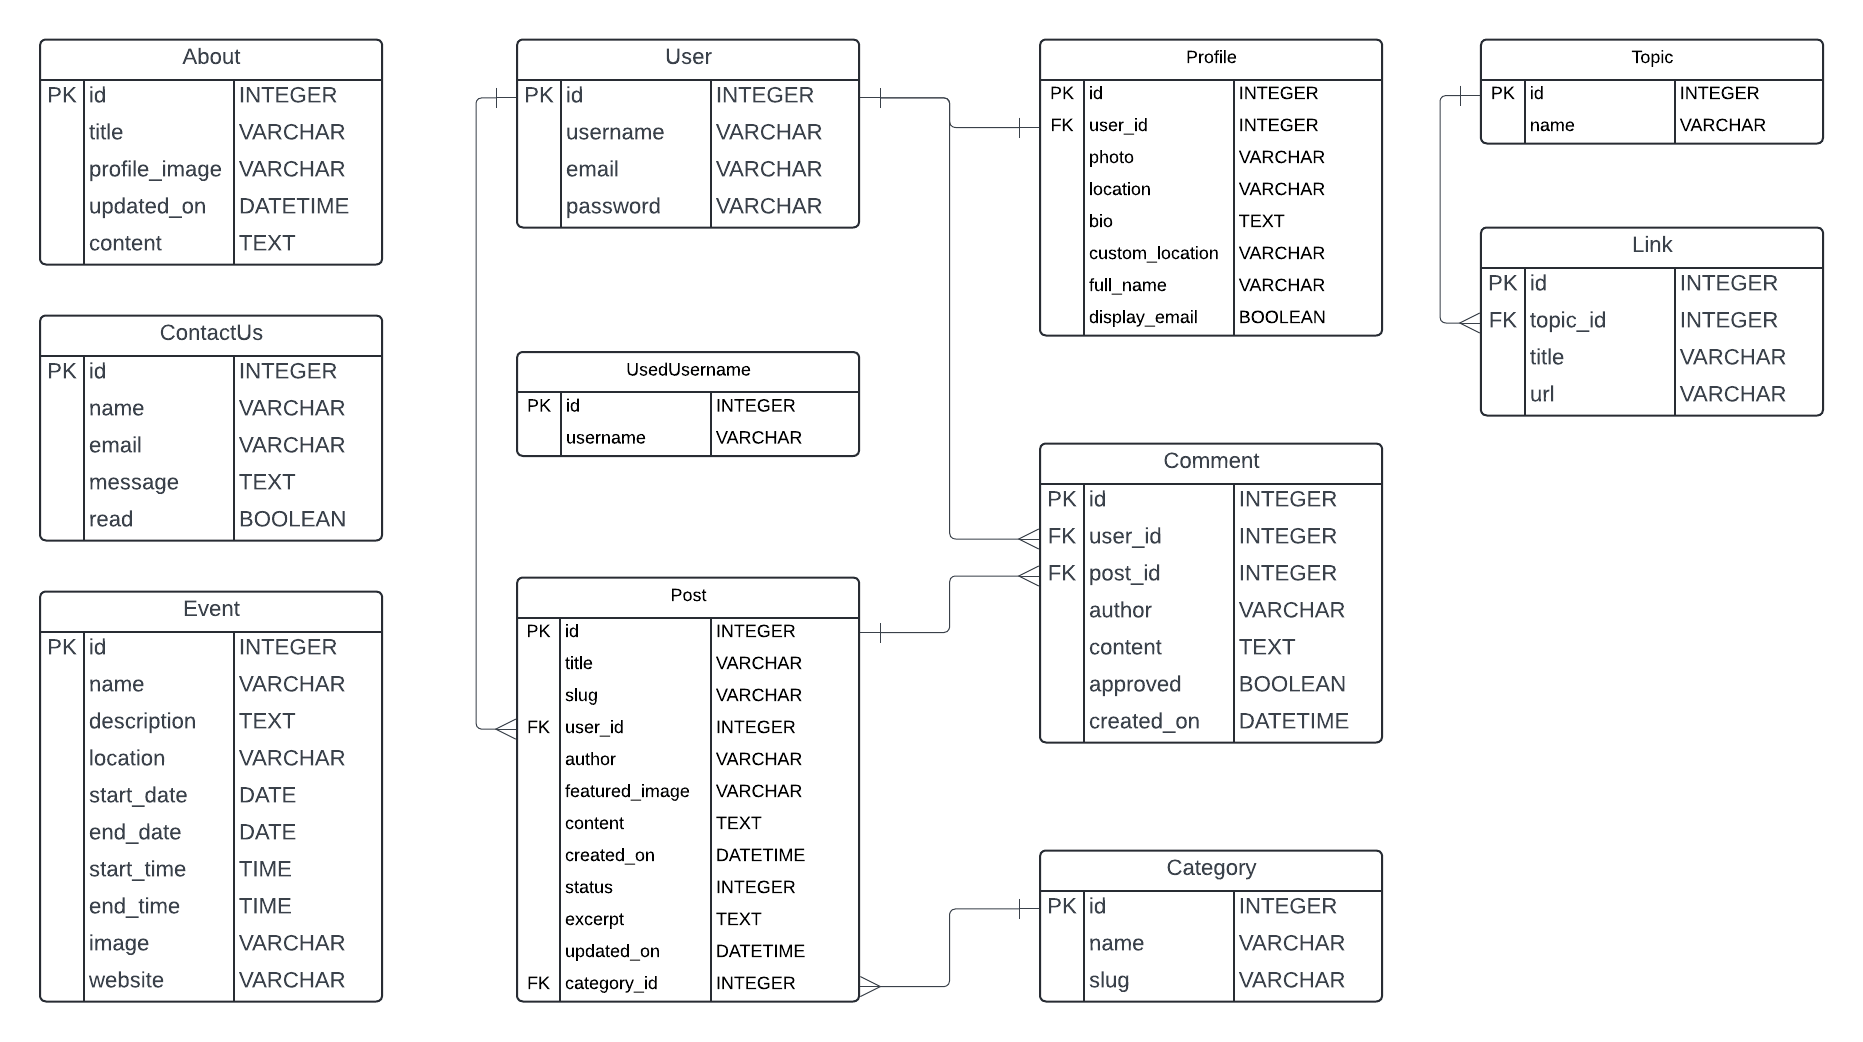 About
PK id INTEGER
title VARCHAR
profile_image VARCHAR
updated_on DATETIME
content TEXT
ContactUs
PK id INTEGER
name VARCHAR
email VARCHAR
message TEXT
read BOOLEAN
Event
PK id INTEGER
name VARCHAR
description TEXT
location VARCHAR
start_date DATE
end_date DATE
start_time TIME
end_time TIME
image VARCHAR
website VARCHAR
User
PK id INTEGER
username VARCHAR
email VARCHAR
password VARCHAR
UsedUsername
PK id INTEGER
username VARCHAR
Post
PK id INTEGER
title VARCHAR
slug VARCHAR
FK user_id INTEGER
author VARCHAR
featured_image VARCHAR
content TEXT
created_on DATETIME
status INTEGER
excerpt TEXT
updated_on DATETIME
FK category_id INTEGER
Profile
PK id INTEGER
FK user_id INTEGER
photo VARCHAR
location VARCHAR
bio TEXT
custom_location VARCHAR
full_name VARCHAR
display_email BOOLEAN
Comment
PK id INTEGER
FK user_id INTEGER
FK post_id INTEGER
author VARCHAR
content TEXT
approved BOOLEAN
created_on DATETIME
Category
PK id INTEGER
name VARCHAR
slug VARCHAR
Topic
PK id INTEGER
name VARCHAR
Link
PK id INTEGER
FK topic_id INTEGER
title VARCHAR
url VARCHAR